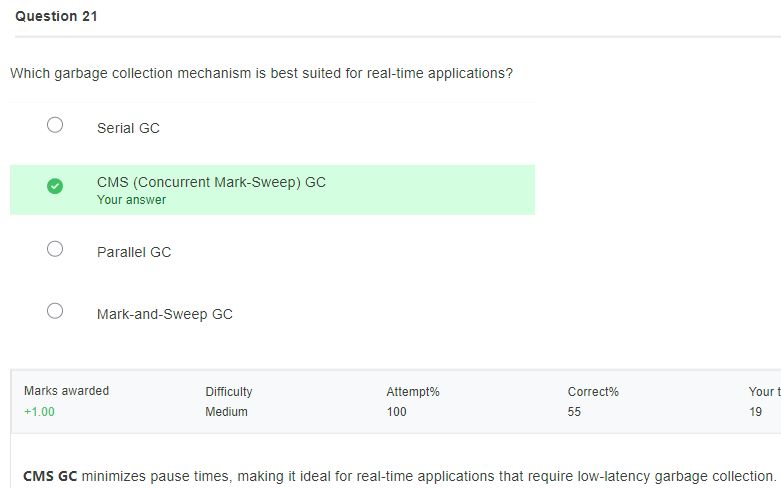 Question 21
Which garbage collection mechanism is best suited for real-time applications?
Serial GC
CMS (Concurrent Mark-Sweep) GC
Your answer
Parallel GC
Mark-and-Sweep GC
Marks awarded Difficulty Attempt% Correct% Your t
+1.00 Medium 100 55 19
CMS GC minimizes pause times, making it ideal for real-time applications that require low-latency garbage collection.